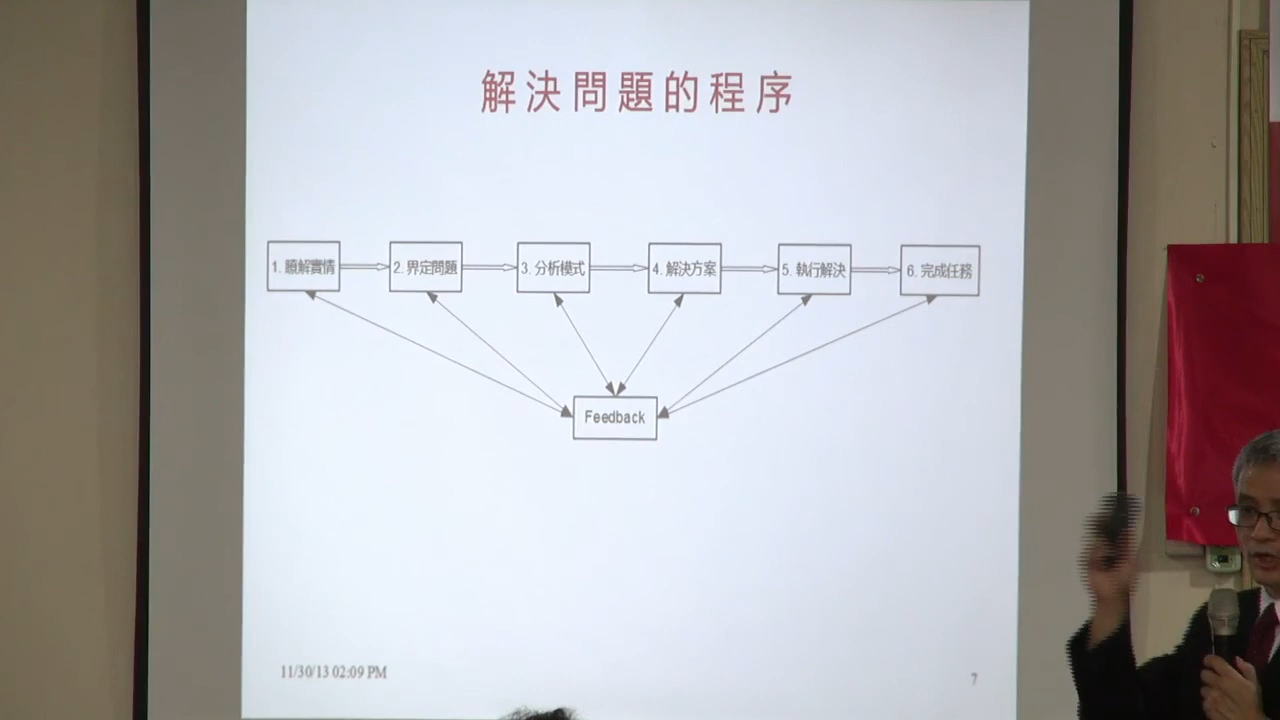 解決問題的程序
1. 瞭解實情
2. 界定問題
3. 分析模式
4. 解決方案
5. 執行解決
6. 完成任務
Feedback
11/30/13 02:09 PM
7